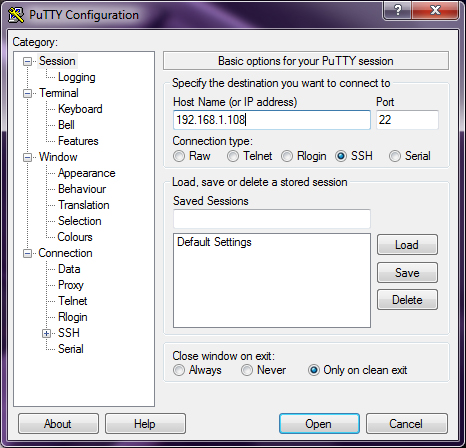 PuTTY Configuration
Category:
Session
Logging
Terminal
Keyboard
Bell
Features
Window
Appearance
Behaviour
Translation
Selection
Colours
Connection
Data
Proxy
Telnet
Rlogin
SSH
Serial
Basic options for your PuTTY session
Specify the destination you want to connect to
Host Name (or IP address) Port
192.168.1.108 22
Connection type:
Raw Telnet Rlogin SSH Serial
Load, save or delete a stored session
Saved Sessions
Default Settings
Load
Save
Delete
Close window on exit:
Always Never Only on clean exit
About Help Open Cancel